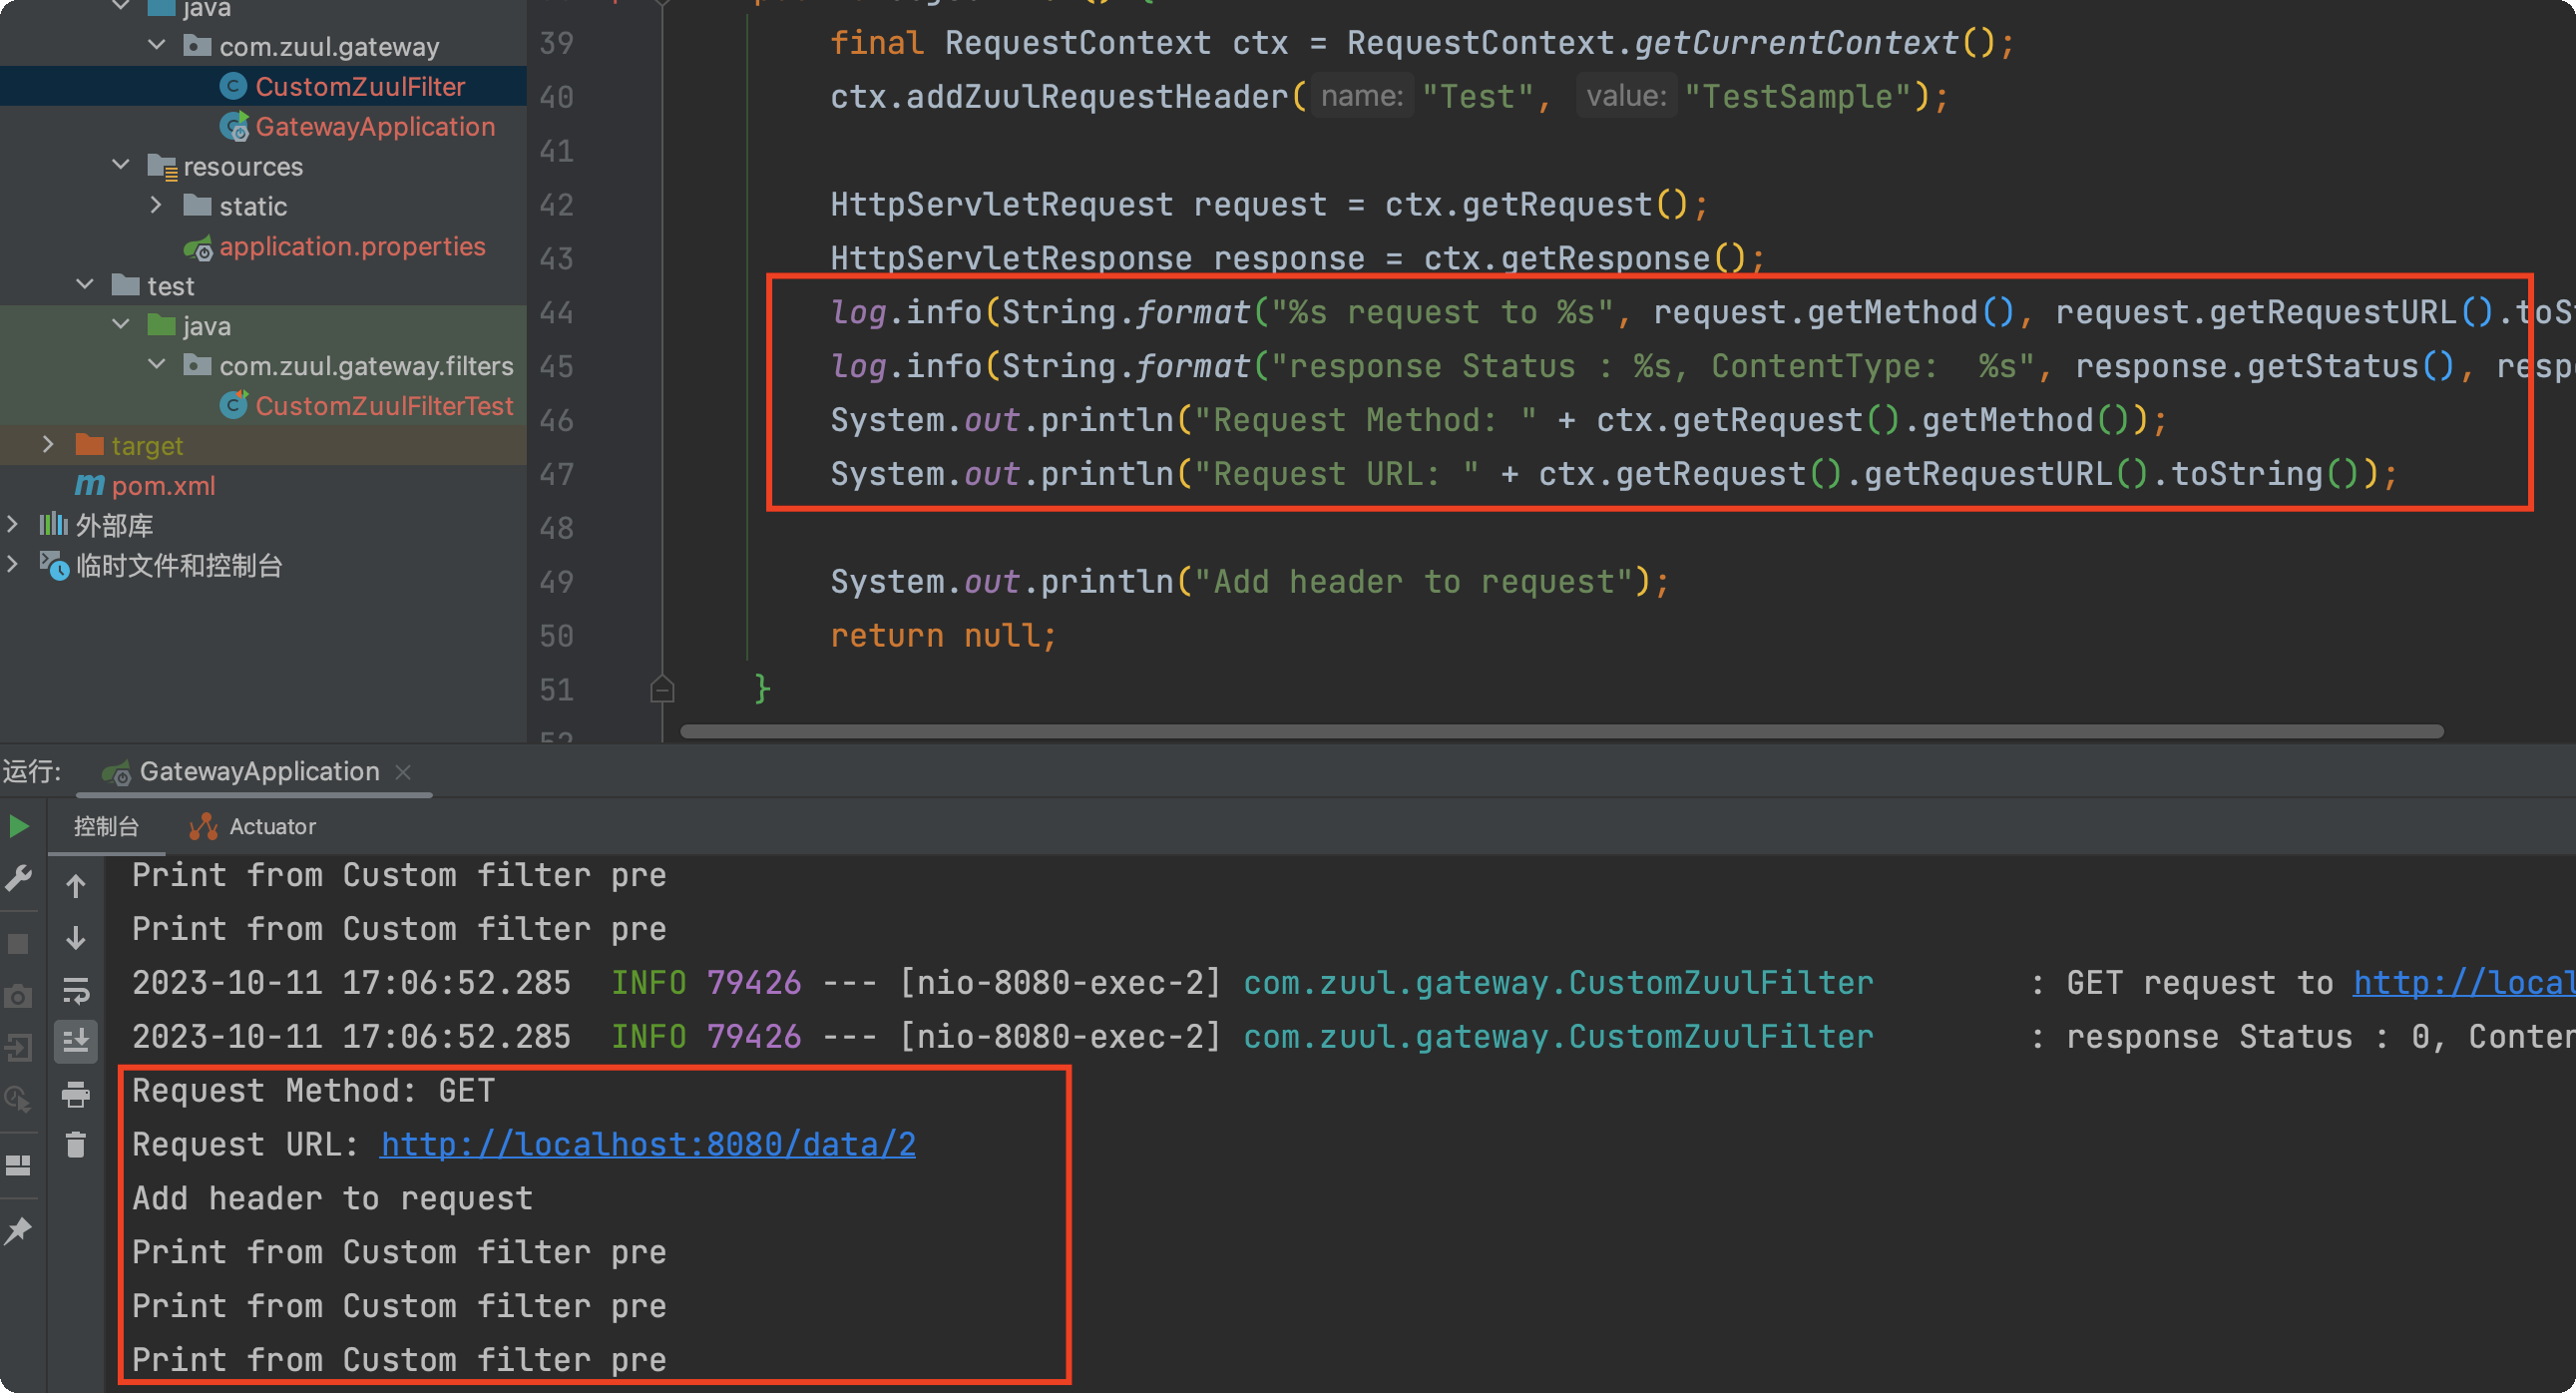 java
com.zuul.gateway
CustomZuulFilter
GatewayApplication
resources
static
application.properties
test
java
com.zuul.gateway.filters
CustomZuulFilterTest
target
pom.xml
外部库
临时文件和控制台
39 final RequestContext ctx = RequestContext.getCurrentContext();
40 ctx.addZuulRequestHeader( name: "Test", value: "TestSample");
41
42 HttpServletRequest request = ctx.getRequest();
43 HttpServletResponse response = ctx.getResponse();
44 log.info(String.format("%s request to %s", request.getMethod(), request.getRequestURL().toS
45 log.info(String.format("response Status : %s, ContentType:  %s", response.getStatus(), resp
46 System.out.println("Request Method: " + ctx.getRequest().getMethod());
47 System.out.println("Request URL: " + ctx.getRequest().getRequestURL().toString());
48
49 System.out.println("Add header to request");
50 return null;
51 }
52
运行: GatewayApplication
控制台 Actuator
Print from Custom filter pre
Print from Custom filter pre
2023-10-11 17:06:52.285  INFO 79426 --- [nio-8080-exec-2] com.zuul.gateway.CustomZuulFilter        : GET request to http://local
2023-10-11 17:06:52.285  INFO 79426 --- [nio-8080-exec-2] com.zuul.gateway.CustomZuulFilter        : response Status : 0, Conten
Request Method: GET
Request URL: http://localhost:8080/data/2
Add header to request
Print from Custom filter pre
Print from Custom filter pre
Print from Custom filter pre